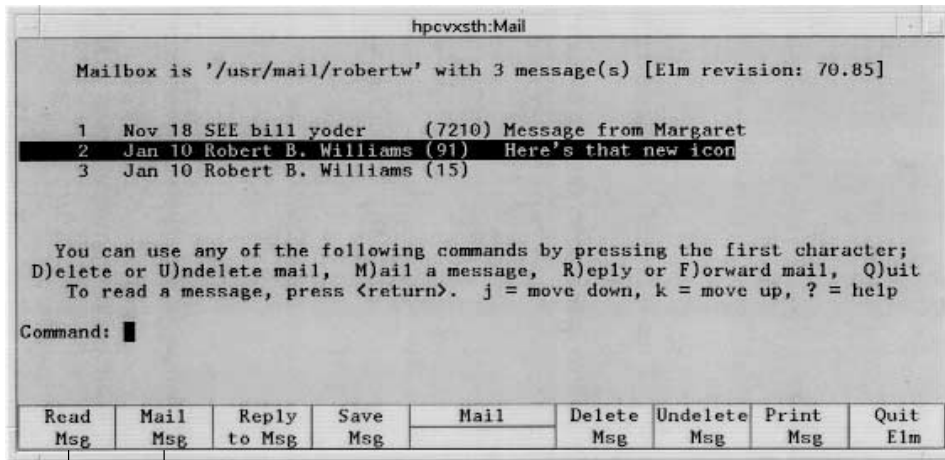 hpcvxsth:Mail
Mailbox is '/usr/mail/robertw' with 3 message(s) [Elm revision: 70.85]
1 Nov 18 SEE bill yoder (7210) Message from Margaret
2 Jan 10 Robert B. Williams (91) Here's that new icon
3 Jan 10 Robert B. Williams (15)
You can use any of the following commands by pressing the first character;
D)elete or U)ndelete mail, M)ail a message, R)eply or F)orward mail, Q)uit
To read a message, press <return>. j = move down, k = move up, ? = help
Command:
Read Mail Reply Save Mail Delete Undelete Print Quit
Msg Msg to Msg Msg Msg Msg Msg Elm